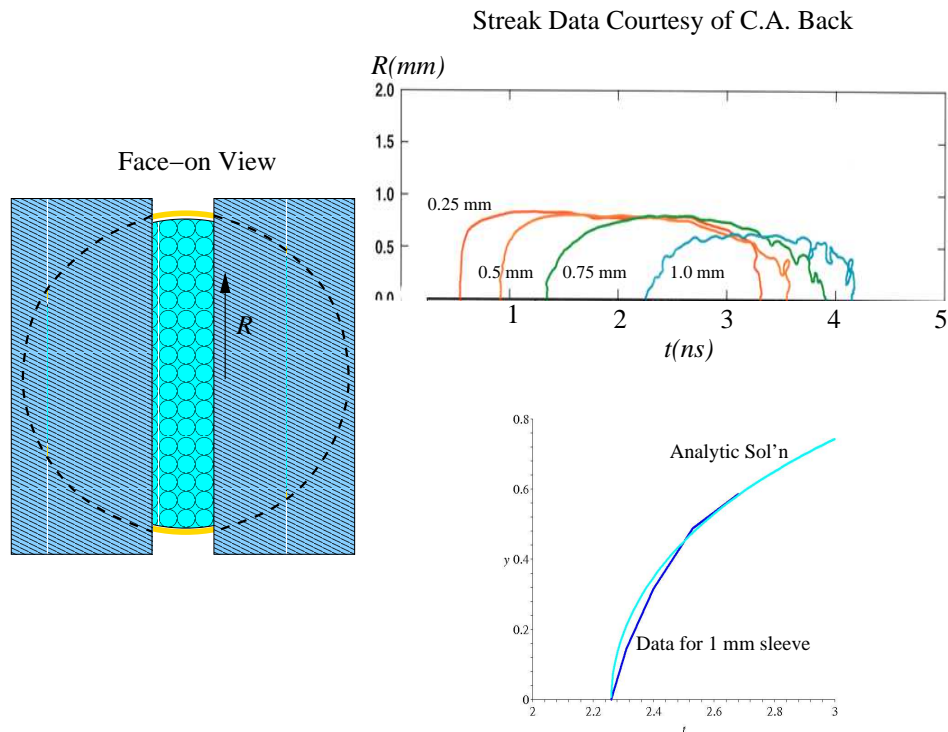 Streak Data Courtesy of C.A. Back
R(mm)
2.0
1.5
1.0
0.5
0.0
0.25 mm
0.5 mm
0.75 mm
1.0 mm
1
2
3
4
5
t(ns)
Face−on View
R
0.8
0.6
0.4
0.2
0
y
Analytic Sol'n
Data for 1 mm sleeve
2
2.2
2.4
2.6
2.8
3
t